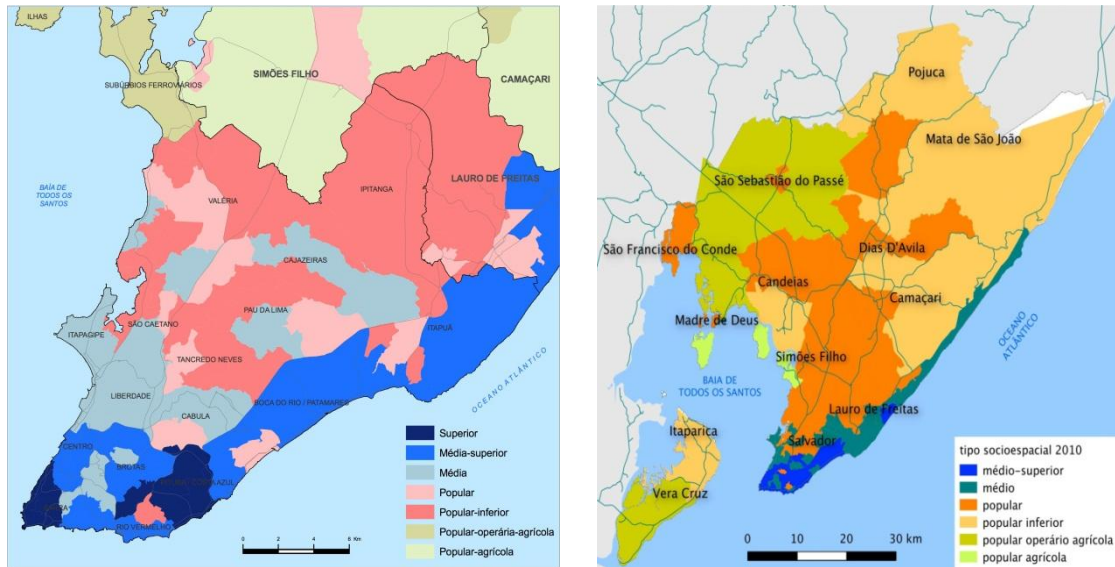 ILHAS
SUBÚRBIOS FERROVIÁRIOS
SIMÕES FILHO
CAMAÇARI
BAÍA DE
TODOS OS
SANTOS
VALÉRIA
IPITANGA
LAURO DE FREITAS
CAJAZEIRAS
PAU DA LIMA
SÃO CAETANO
ITAPUÃ
ITAPAGIPE
TANCREDO NEVES
LIBERDADE
CABULA
BOCA DO RIO / PATAMARES
OCEANO ATLÂNTICO
CENTRO
BROTAS
RIO VERMELHO
Superior
Média-superior
Média
Popular
Popular-inferior
Popular-operária-agrícola
Popular-agrícola
0 2 4 8 Km
Pojuca
Mata de São João
São Sebastião do Passé
São Francisco do Conde
Dias D'Avila
Candeias
Camaçari
Madre de Deus
Simões Filho
OCEANO
ATLÂNTICO
BAIA DE
TODOS OS SANTOS
Lauro de Freitas
Itaparica
Salvador
Vera Cruz
tipo socioespacial 2010
médio-superior
médio
popular
popular inferior
popular operário agrícola
popular agrícola
0 10 20 30 km